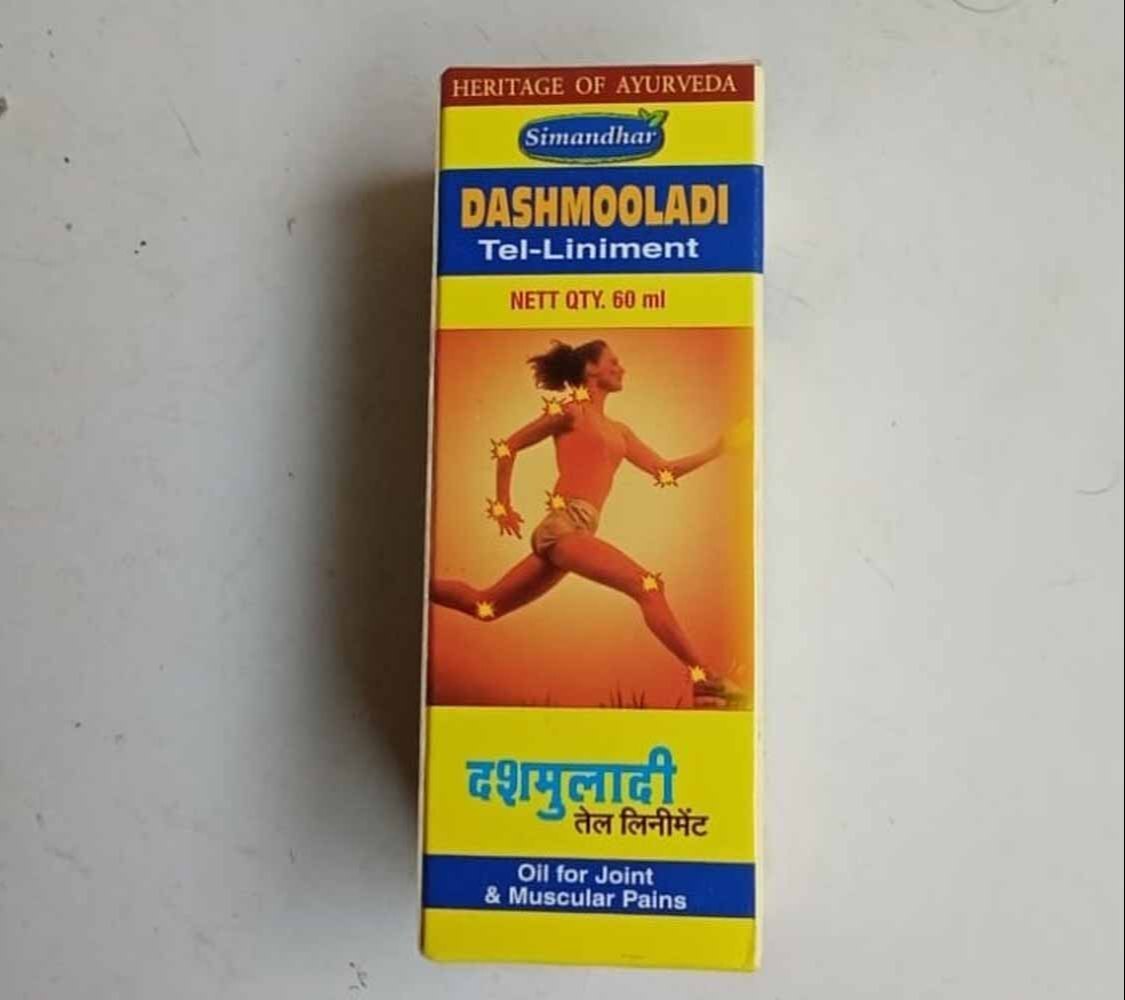 HERITAGE OF AYURVEDA
Simandhar
DASHMOOLADI
Tel-Liniment
NETT QTY. 60 ml
दशमुलादी
तेल लिनीमेंट
Oil for Joint
& Muscular Pains